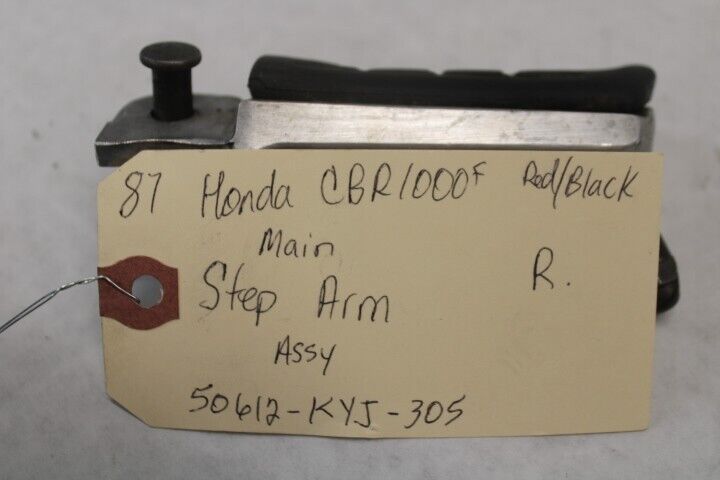 87 Honda CBR1000F Red/Black
Main
Step Arm R.
Assy
50612-KYJ-305